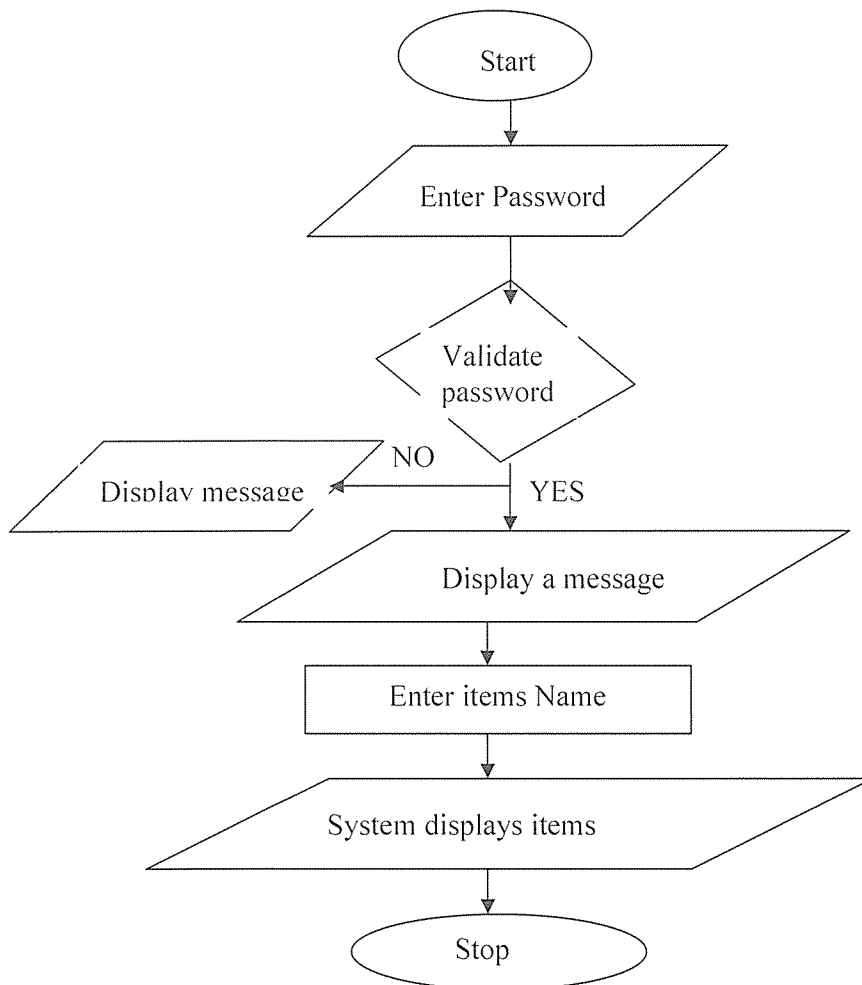 Start
Enter Password
Validate
password
NO
Display message
YES
Display a message
Enter items Name
System displays items
Stop